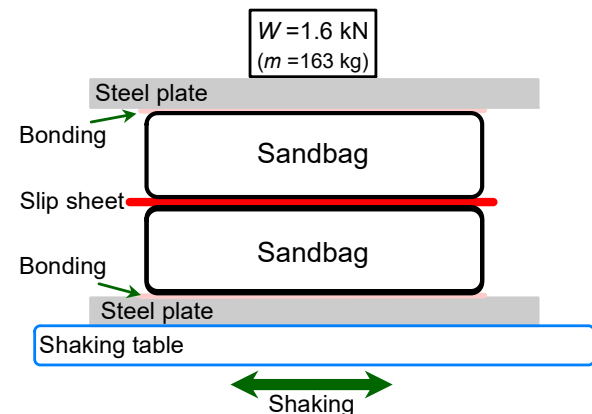 W =1.6 kN
(m =163 kg)
Steel plate
Bonding
Sandbag
Slip sheet
Sandbag
Bonding
Steel plate
Shaking table
Shaking